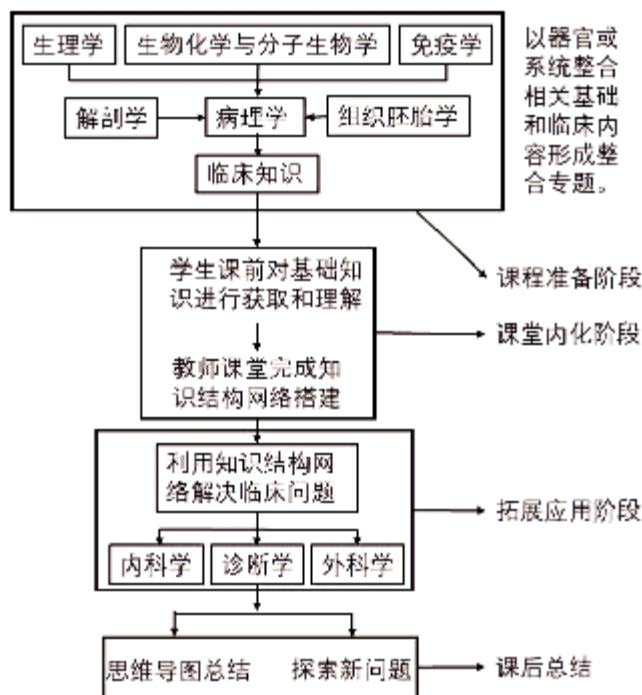 生理学
生物化学与分子生物学
免疫学
解剖学
病理学
组织胚胎学
临床知识
以器官或
系统整合
相关基础
和临床内
容形成整
合专题。
课程准备阶段
学生课前对基础知
识进行获取和理解
教师课堂完成知
识结构网络搭建
课堂内化阶段
利用知识结构网
络解决临床问题
内科学
诊断学
外科学
拓展应用阶段
思维导图总结
探索新问题
课后总结